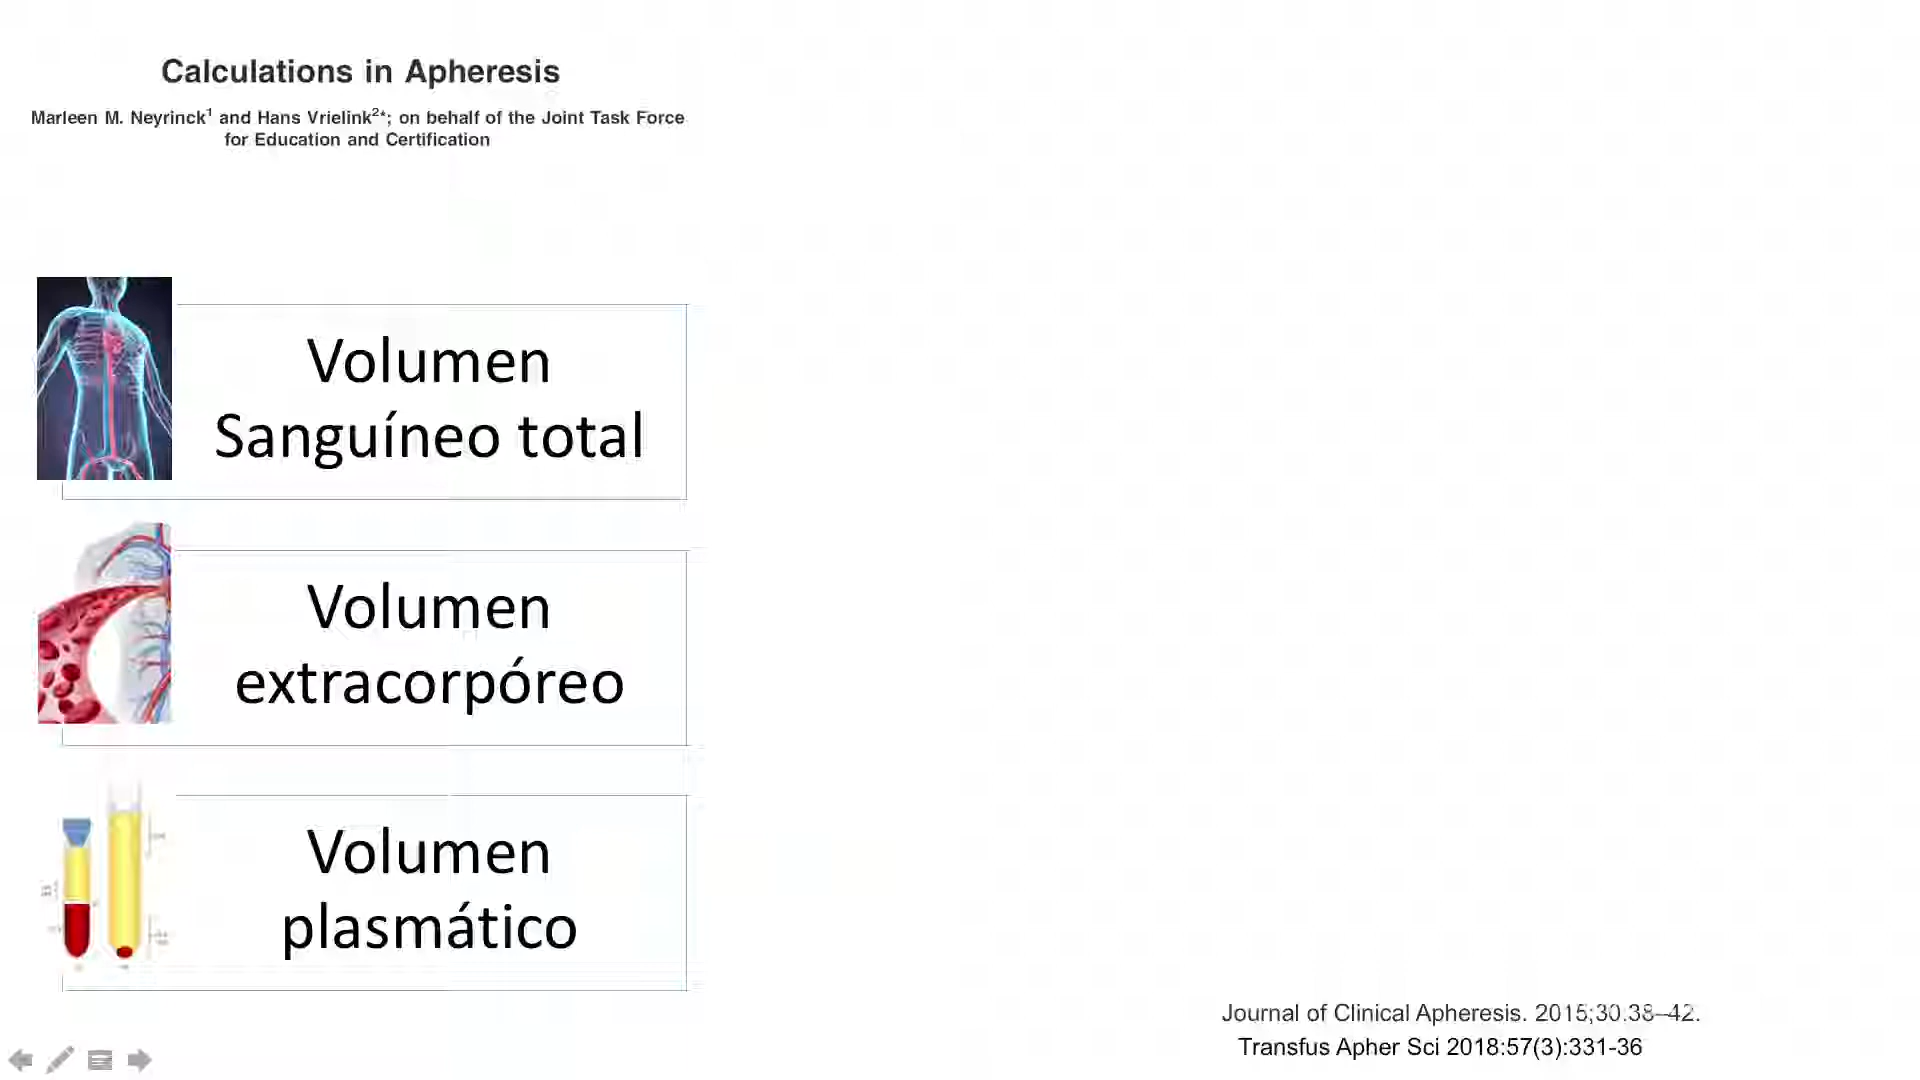 Calculations in Apheresis
Marleen M. Neyrinck1 and Hans Vrielink2*; on behalf of the Joint Task Force
for Education and Certification
Volumen
Sanguíneo total
Volumen
extracorpóreo
Volumen
plasmático
Journal of Clinical Apheresis. 2015;30:38–42.
Transfus Apher Sci 2018:57(3):331-36